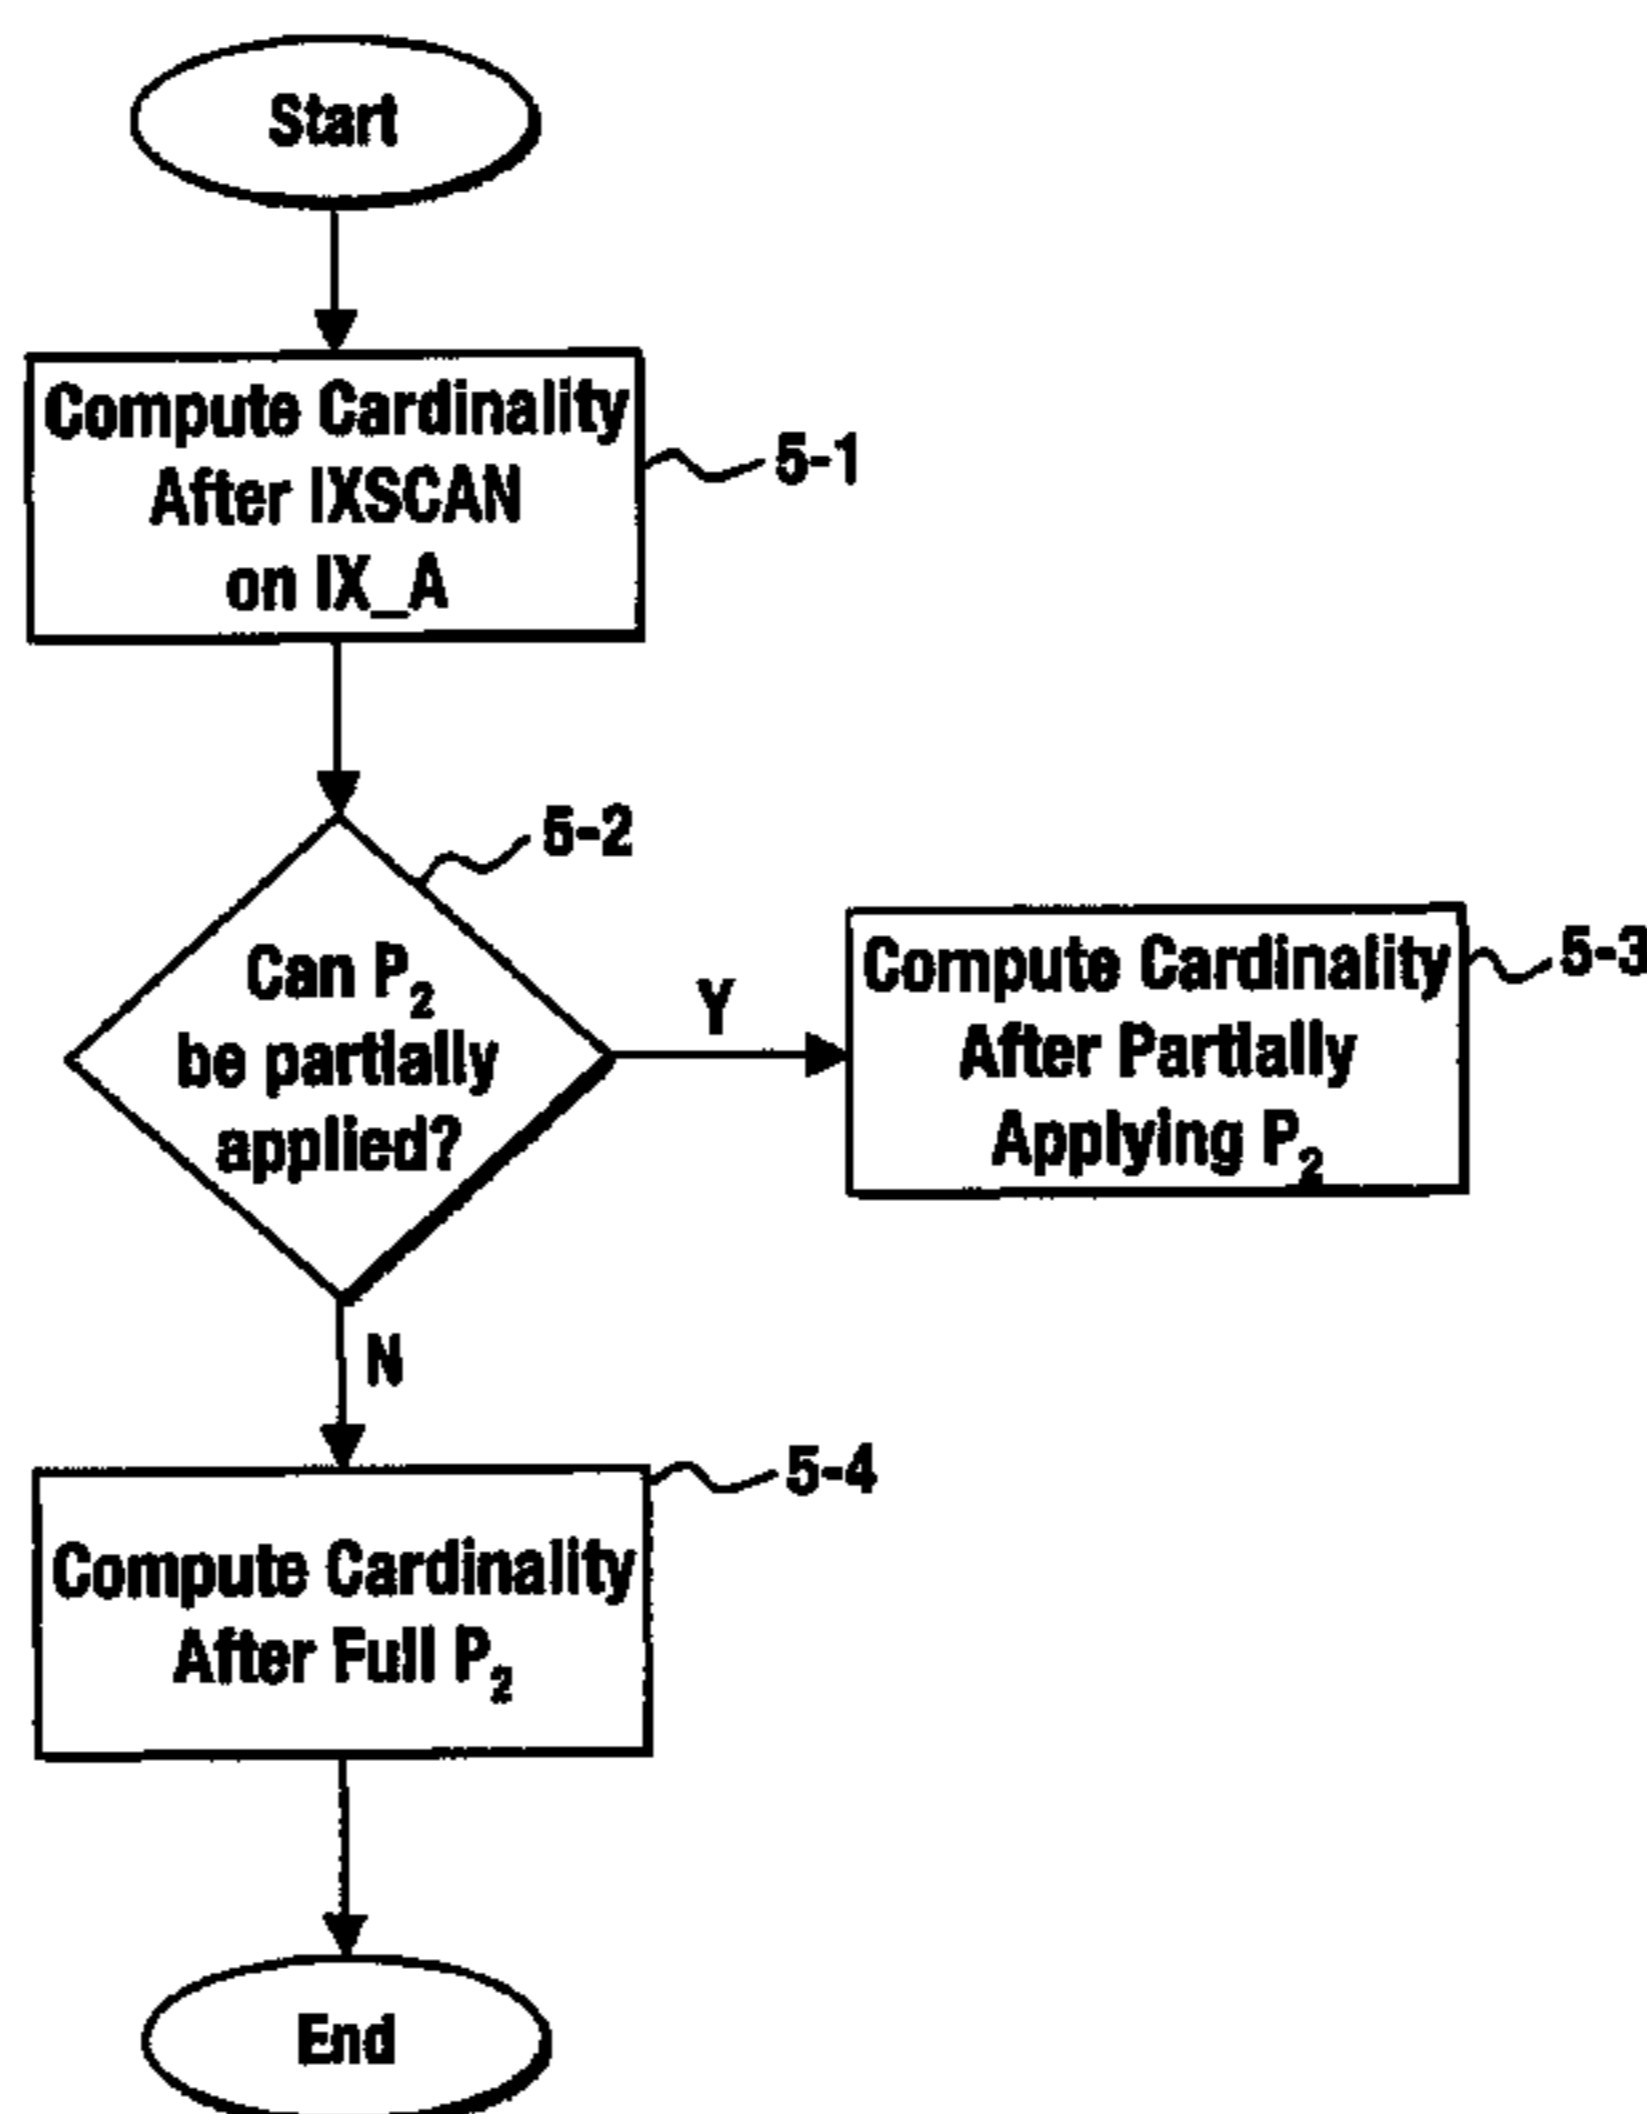 Start
Compute Cardinality
After IXSCAN
on IX_A
5-1
5-2
Can P₂
be partially
applied?
Y
Compute Cardinality
After Partially
Applying P₂
5-3
N
5-4
Compute Cardinality
After Full P₂
End